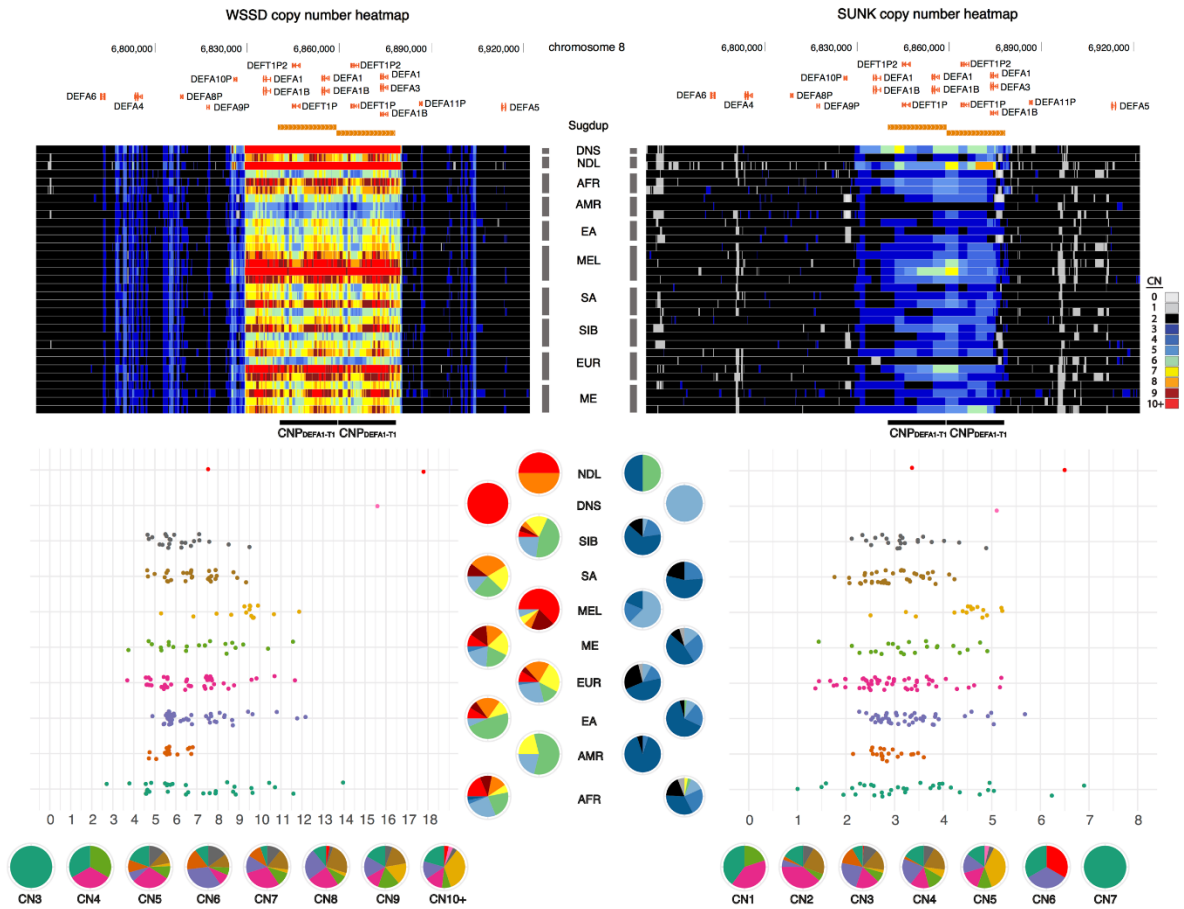 WSSD copy number heatmap
SUNK copy number heatmap
6,800,000 6,830,000 6,860,000 6,890,000 6,920,000 chromosome 8 6,800,000 6,830,000 6,860,000 6,890,000 6,920,000
DEFT1P2 DEFT1P2 DEFT1P2 DEFT1P2
DEFA10P DEFA1 DEFA1 DEFA1 DEFA10P DEFA1 DEFA1 DEFA1
DEFA1B DEFA1B DEFA3 DEFA1B DEFA1B DEFA3
DEFA6 DEFA8P DEFA6 DEFA8P
DEFA4 DEFA9P DEFT1P DEFT1P DEFA11P DEFA5 DEFA4 DEFA9P DEFT1P DEFT1P DEFA11P DEFA5
DEFA1B DEFA1B
Sugdup
DNS
NDL
AFR
AMR
EA
MEL
SA
SIB
EUR
ME
CN
0
1
2
3
4
5
6
7
8
9
10+
CNPDEFA1-T1 CNPDEFA1-T1 CNPDEFA1-T1 CNPDEFA1-T1
NDL
DNS
SIB
SA
MEL
ME
EUR
EA
AMR
AFR
0 1 2 3 4 5 6 7 8 9 10 11 12 13 14 15 16 17 18 0 1 2 3 4 5 6 7 8
CN3 CN4 CN5 CN6 CN7 CN8 CN9 CN10+ CN1 CN2 CN3 CN4 CN5 CN6 CN7